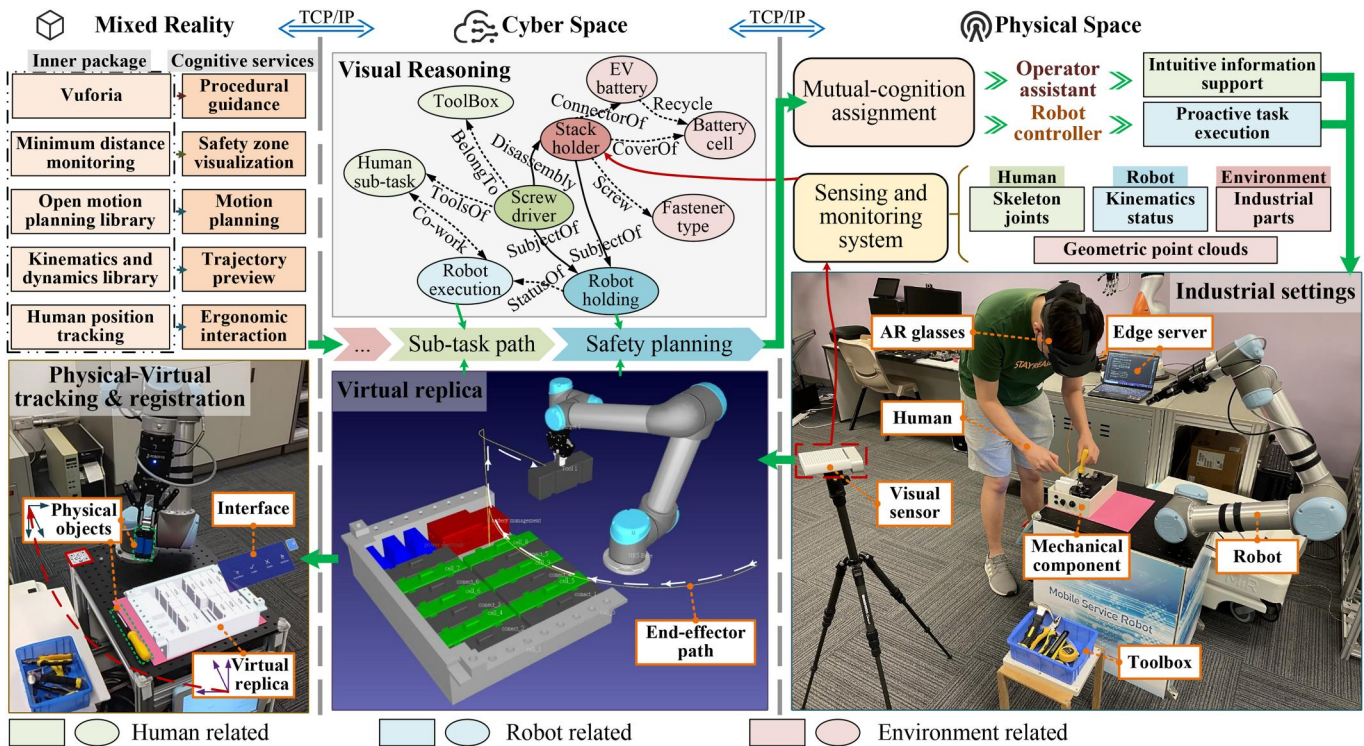 Mixed Reality
TCP/IP
Cyber Space
TCP/IP
Physical Space
Inner package
Cognitive services
Vuforia
Procedural
guidance
Minimum distance
monitoring
Safety zone
visualization
Open motion
planning library
Motion
planning
Kinematics and
dynamics library
Trajectory
preview
Human position
tracking
Ergonomic
interaction
Visual Reasoning
ToolBox
EV
battery
Stack
holder
Battery
cell
Human
sub-task
Screw
driver
Fastener
type
Robot
execution
Robot
holding
ConnectorOf
Recycle
CoverOf
BelongTo
Disassembly
ToolsOf
Screw
Co-work
SubjectOf
SubjectOf
StatusOf
...
Sub-task path
Safety planning
Mutual-cognition
assignment
Operator
assistant
Robot
controller
Intuitive information
support
Proactive task
execution
Sensing and
monitoring
system
Human
Skeleton
joints
Robot
Kinematics
status
Environment
Industrial
parts
Geometric point clouds
Physical-Virtual
tracking & registration
Physical
objects
Interface
Virtual
replica
Virtual replica
Tool 1
End-effector
path
Industrial settings
AR glasses
Edge server
STAYREAL
Human
Visual
sensor
Mechanical
component
Robot
Mobile Service Robot
Toolbox
Human related
Robot related
Environment related